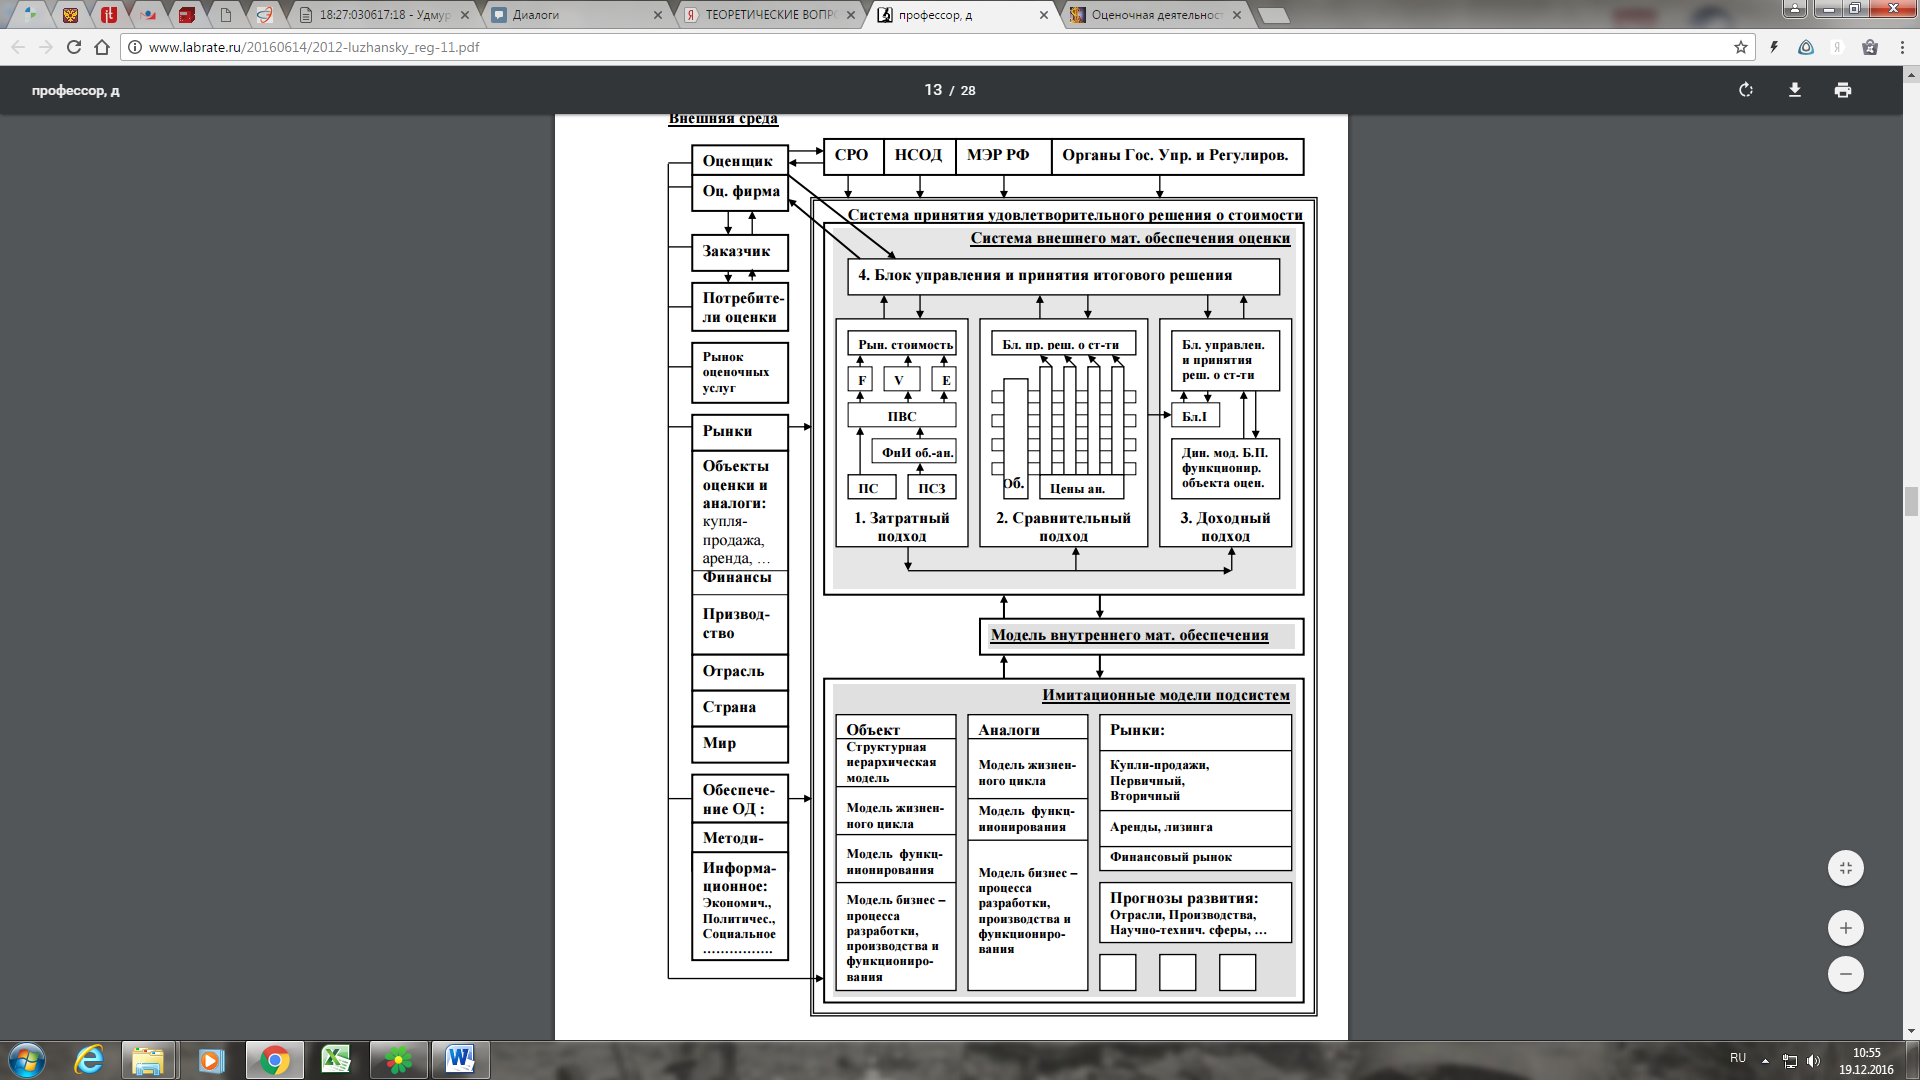 18:27:030617:18 - Удмур
Диалоги
ТЕОРЕТИЧЕСКИЕ ВОПР
профессор, д
Оценочная деятельност
www.labrate.ru/20160614/2012-luzhansky_reg-11.pdf
профессор, д
13 / 28
Внешняя среда
Оценщик
Оц. фирма
Заказчик
Потребите-
ли оценки
Рынок
оценочных
услуг
Рынки
Объекты
оценки и
аналоги:
купля-
продажа,
аренда, …
Финансы
Призвод-
ство
Отрасль
Страна
Мир
Обеспече-
ние ОД :
Методи-
Информа-
ционное:
Экономич.,
Политичес.,
Социальное
…………….
СРО
НСОД
МЭР РФ
Органы Гос. Упр. и Регулиров.
Система принятия удовлетворительного решения о стоимости
Система внешнего мат. обеспечения оценки
4. Блок управления и принятия итогового решения
Рын. стоимость
F
V
E
ПВС
ФиИ об.-ан.
ПС
ПСЗ
1. Затратный
подход
Бл. пр. реш. о ст-ти
Об.
Цены ан.
2. Сравнительный
подход
Бл. управлен.
и принятия
реш. о ст-ти
Бл.I
Дин. мод. Б.П.
функционир.
объекта оцен.
3. Доходный
подход
Модель внутреннего мат. обеспечения
Имитационные модели подсистем
Объект
Структурная
иерархическая
модель
Модель жизнен-
ного цикла
Модель функц-
ионирования
Модель бизнес –
процесса
разработки,
производства и
функциониро-
вания
Аналоги
Модель жизнен-
ного цикла
Модель функц-
ионирования
Модель бизнес –
процесса
разработки,
производства и
функциониро-
вания
Рынки:
Купли-продажи,
Первичный,
Вторичный
Аренды, лизинга
Финансовый рынок
Прогнозы развития:
Отрасли, Производства,
Научно-технич. сферы, …
RU
10:55
19.12.2016